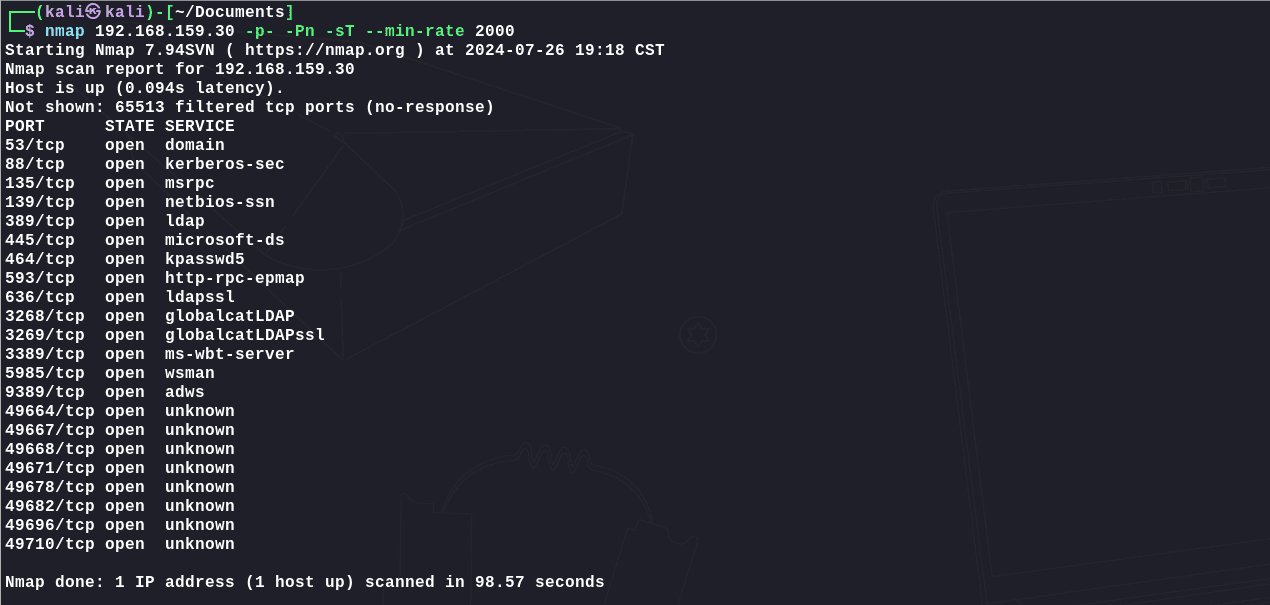 ┌──(kali㉿kali)-[~/Documents]
└─$ nmap 192.168.159.30 -p- -Pn -sT --min-rate 2000
Starting Nmap 7.94SVN ( https://nmap.org ) at 2024-07-26 19:18 CST
Nmap scan report for 192.168.159.30
Host is up (0.094s latency).
Not shown: 65513 filtered tcp ports (no-response)
PORT      STATE SERVICE
53/tcp    open  domain
88/tcp    open  kerberos-sec
135/tcp   open  msrpc
139/tcp   open  netbios-ssn
389/tcp   open  ldap
445/tcp   open  microsoft-ds
464/tcp   open  kpasswd5
593/tcp   open  http-rpc-epmap
636/tcp   open  ldapssl
3268/tcp  open  globalcatLDAP
3269/tcp  open  globalcatLDAPssl
3389/tcp  open  ms-wbt-server
5985/tcp  open  wsman
9389/tcp  open  adws
49664/tcp open  unknown
49667/tcp open  unknown
49668/tcp open  unknown
49671/tcp open  unknown
49678/tcp open  unknown
49682/tcp open  unknown
49696/tcp open  unknown
49710/tcp open  unknown
Nmap done: 1 IP address (1 host up) scanned in 98.57 seconds